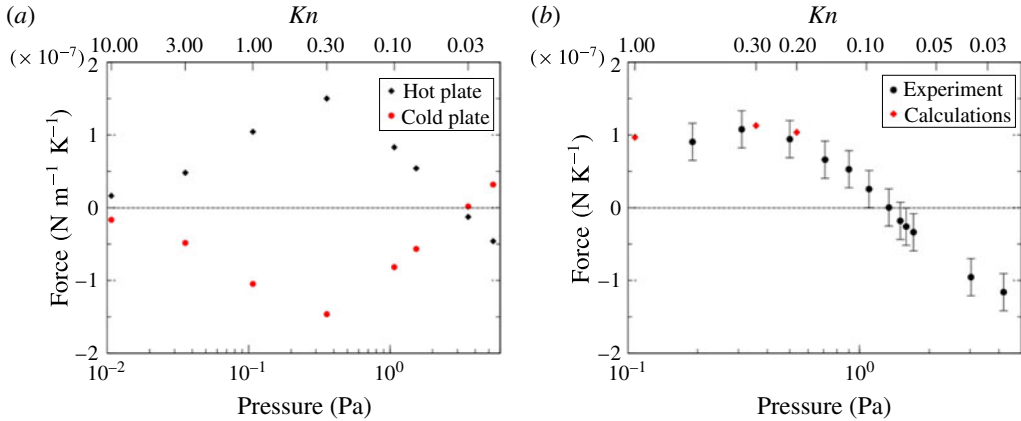 (a)
Kn
10.00 3.00 1.00 0.30 0.10 0.03
(× 10⁻⁷)
2
1
0
−1
−2
Force (N m⁻¹ K⁻¹)
Hot plate
Cold plate
10⁻² 10⁻¹ 10⁰
Pressure (Pa)
(b)
Kn
1.00 0.30 0.20 0.10 0.05 0.03
(× 10⁻⁷)
2
1
0
−1
−2
Force (N K⁻¹)
Experiment
Calculations
10⁻¹ 10⁰
Pressure (Pa)